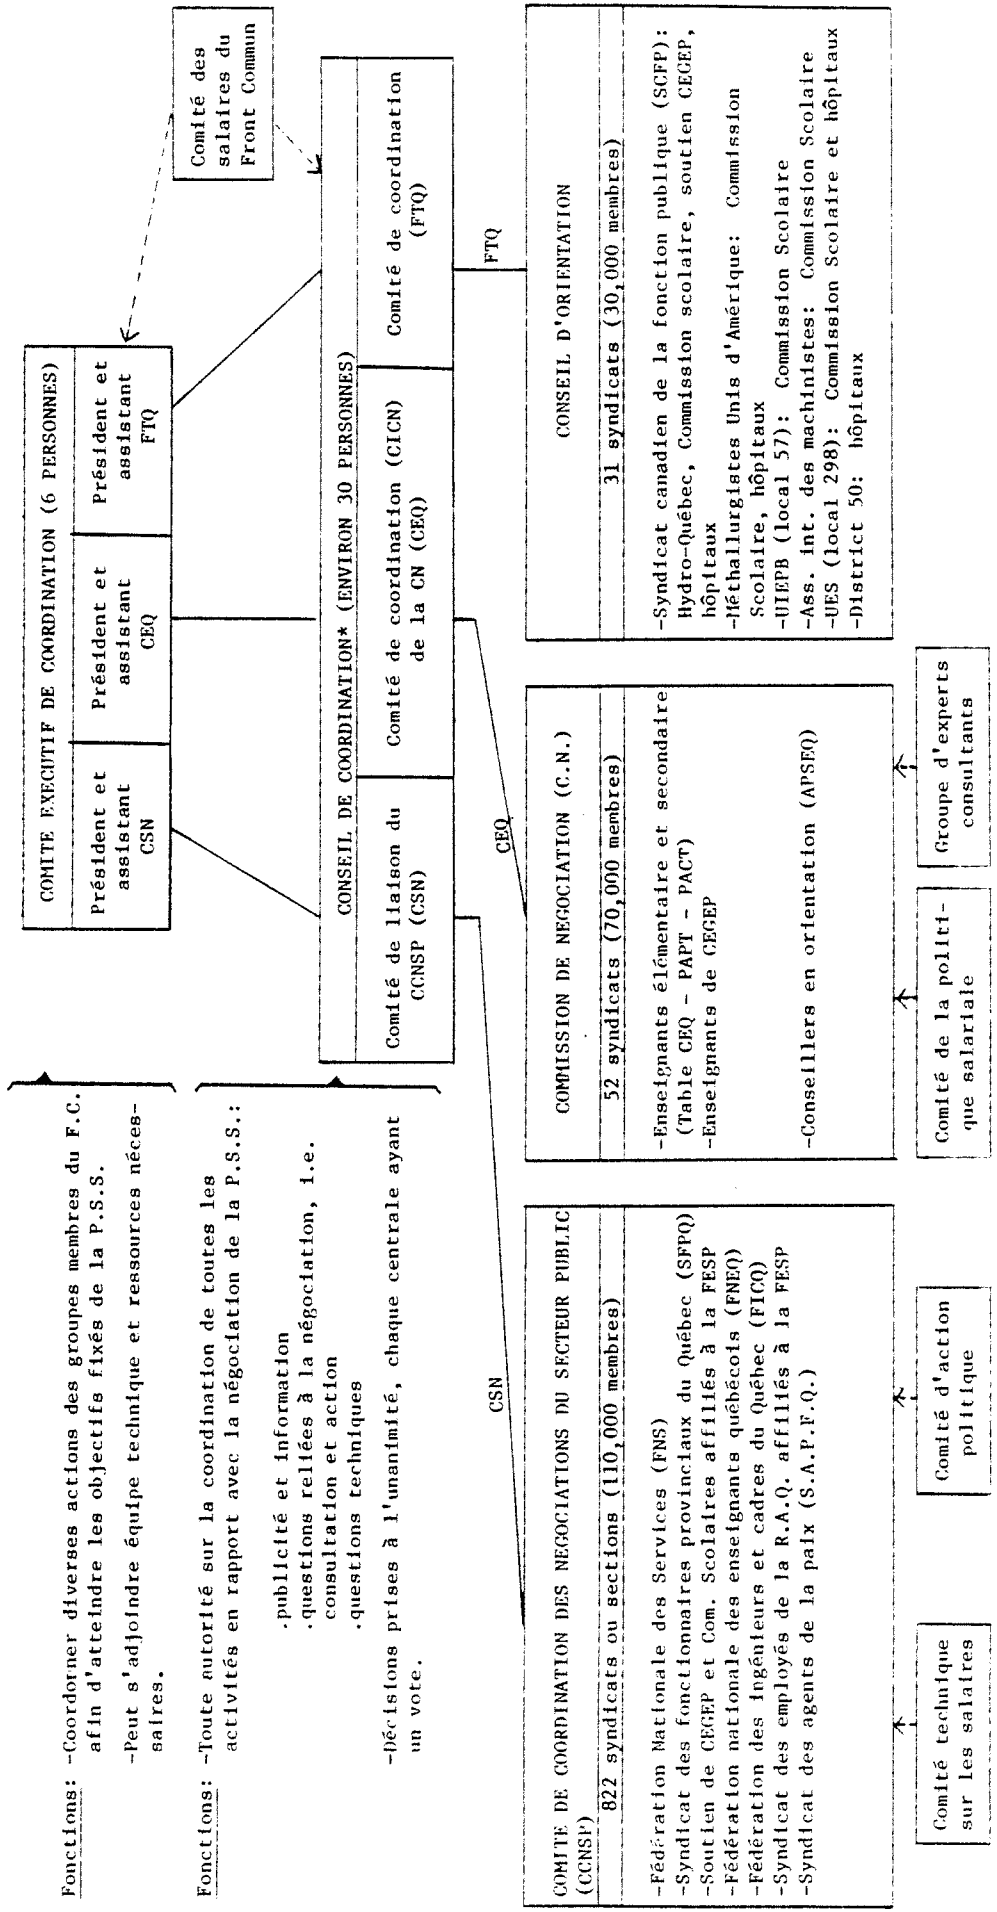 Fonctions: -Coordorner diverses actions des groupes membres du F.C.
afin d'atteindre les objectifs fixés de la P.S.S.
-Peut s'adjoindre équipe technique et ressources néces-
saires.
COMITE EXECUTIF DE COORDINATION (6 PERSONNES)
Président et
assistant
CSN
Président et
assistant
CEQ
Président et
assistant
FTQ
Comité des
salaires du
Front Commun
Fonctions: -Toute autorité sur la coordination de toutes les
activités en rapport avec la négociation de la P.S.S.:
.publicité et information
.questions reliées à la négociation, i.e.
consultation et action
.questions techniques
-Décisions prises à l'unanimité, chaque centrale ayant
un vote.
CONSEIL DE COORDINATION* (ENVIRON 30 PERSONNES)
Comité de liaison du
CCNSP (CSN)
Comité de coordination (CICN)
de la CN (CEQ)
Comité de coordination
(FTQ)
CSN
CEQ
FTQ
COMITE DE COORDINATION DES NEGOCIATIONS DU SECTEUR PUBLIC
(CCNSP)
822 syndicats ou sections (110,000 membres)
-Fédération Nationale des Services (FNS)
-Syndicat des fonctionnaires provinciaux du Québec (SFPQ)
-Soutien de CEGEP et Com. Scolaires affiliés à la FESP
-Fédération nationale des enseignants québécois (FNEQ)
-Fédération des ingénieurs et cadres du Québec (FICQ)
-Syndicat des employés de la R.A.Q. affiliés à la FESP
-Syndicat des agents de la paix (S.A.P.F.Q.)
COMMISSION DE NEGOCIATION (C.N.)
52 syndicats (70,000 membres)
-Enseignants élémentaire et secondaire
(Table CEQ - PAPT - PACT)
-Enseignants de CEGEP
-Conseillers en orientation (APSEQ)
CONSEIL D'ORIENTATION
31 syndicats (30,000 membres)
-Syndicat canadien de la fonction publique (SCFP):
Hydro-Québec, Commission scolaire, soutien CEGEP,
hôpitaux
-Méthallurgistes Unis d'Amérique: Commission
Scolaire, hôpitaux
-UIEPB (local 57): Commission Scolaire
-Ass. int. des machinistes: Commission Scolaire
-UES (local 298): Commission Scolaire et hôpitaux
-District 50: hôpitaux
Comité technique
sur les salaires
Comité d'action
politique
Comité de la politi-
que salariale
Groupe d'experts
consultants